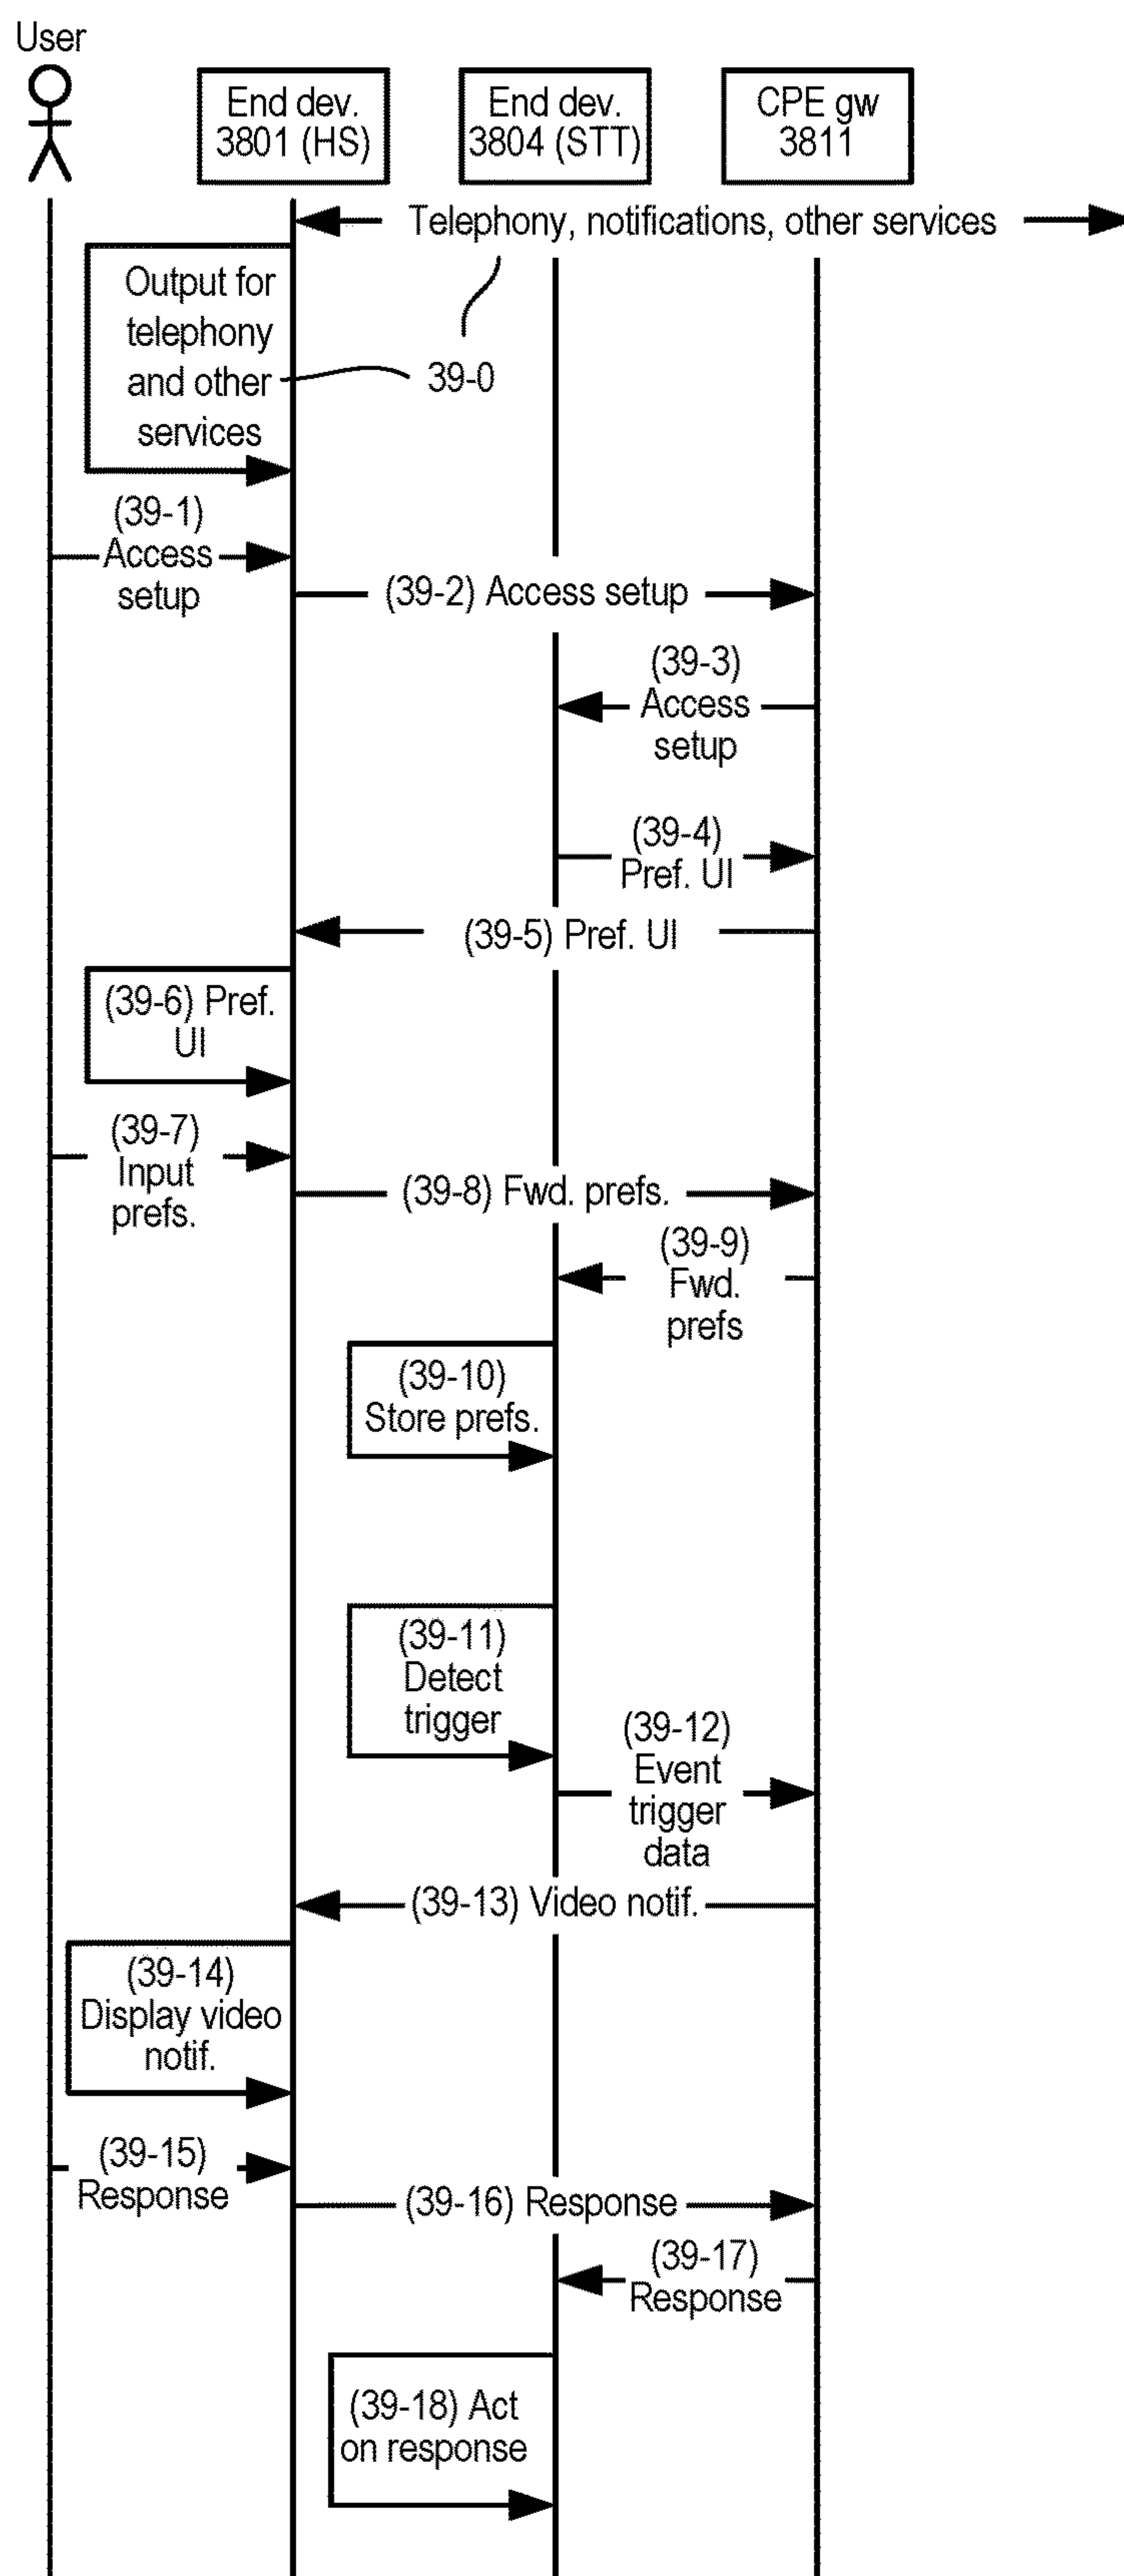 User
End dev.
3801 (HS)
End dev.
3804 (STT)
CPE gw
3811
Telephony, notifications, other services
Output for
telephony
and other
services
39-0
(39-1)
Access
setup
(39-2) Access setup
(39-3)
Access
setup
(39-4)
Pref. UI
(39-5) Pref. UI
(39-6) Pref.
UI
(39-7)
Input
prefs.
(39-8) Fwd. prefs.
(39-9)
Fwd.
prefs
(39-10)
Store prefs.
(39-11)
Detect
trigger
(39-12)
Event
trigger
data
(39-13) Video notif.
(39-14)
Display video
notif.
(39-15)
Response
(39-16) Response
(39-17)
Response
(39-18) Act
on response